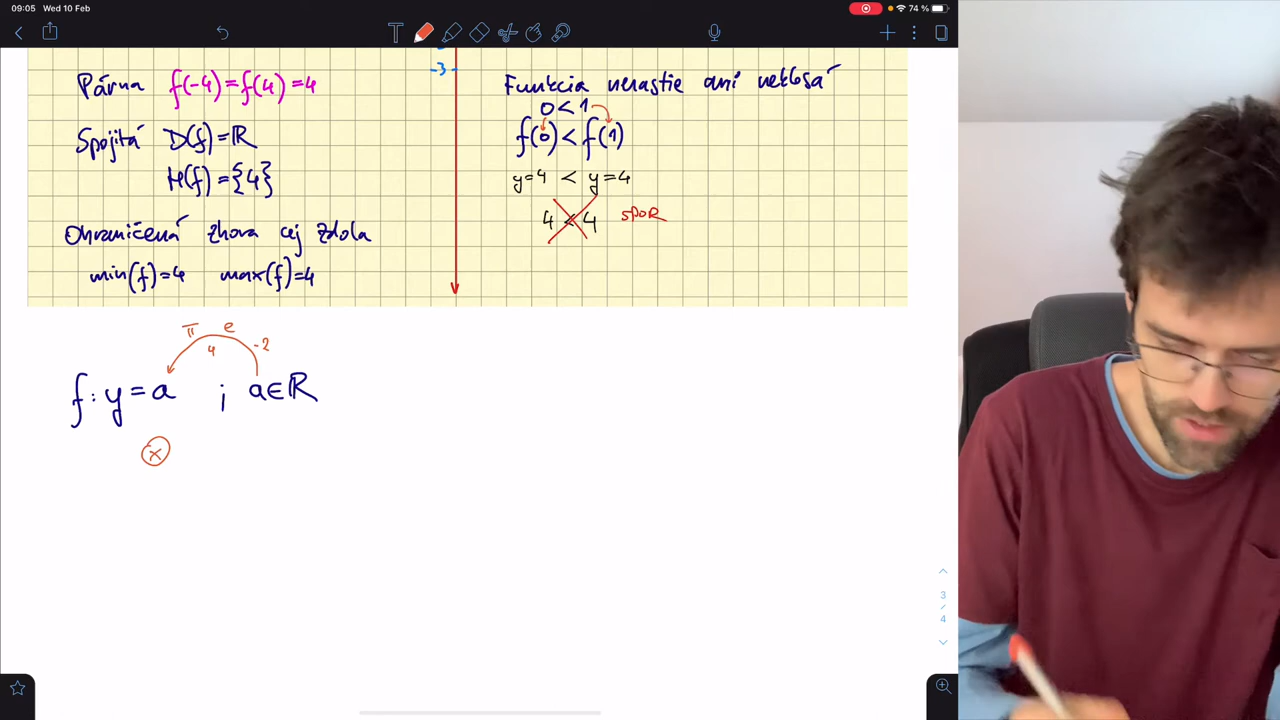 09:05 Wed 10 Feb
74 %
T
-3
Párna f(-4)=f(4)=4
Spojitá D(f)=ℝ
H(f)={4}
Ohraničená zhora aj zdola
min(f)=4 max(f)=4
Funkcia nerastie ani neklesá
0<1
f(0)<f(1)
y=4 < y=4
4 < 4 SPOR
π e
4 -2
f: y=a ; a∈ℝ
x
3
/
4